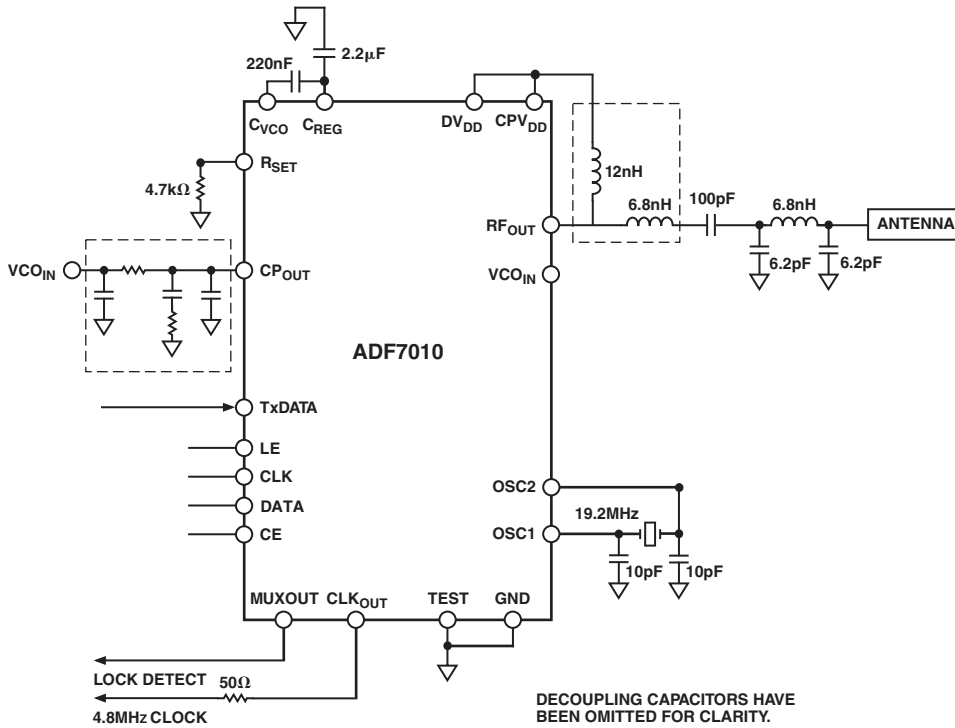 220nF
2.2µF
CVCO
CREG
DVDD
CPVDD
RSET
4.7kΩ
12nH
6.8nH
100pF
6.8nH
ANTENNA
RFOUT
6.2pF
6.2pF
VCOIN
CPOUT
VCOIN
ADF7010
TxDATA
LE
CLK
DATA
CE
OSC2
19.2MHz
OSC1
10pF
10pF
MUXOUT
CLKOUT
TEST
GND
LOCK DETECT
50Ω
4.8MHz CLOCK
DECOUPLING CAPACITORS HAVE
BEEN OMITTED FOR CLARITY.